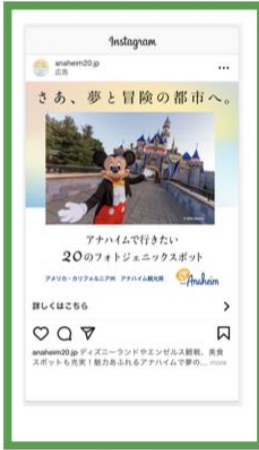 Instagram
anaheim20.jp
広告
さあ、夢と冒険の都市へ。
アナハイムで行きたい
20のフォトジェニックスポット
アメリカ・カリフォルニア州 アナハイム観光局
Anaheim
詳しくはこちら
anaheim20.jp ディズニーランドやエンゼルス観戦、美食
スポットも充実！魅力あふれるアナハイムで夢の... more